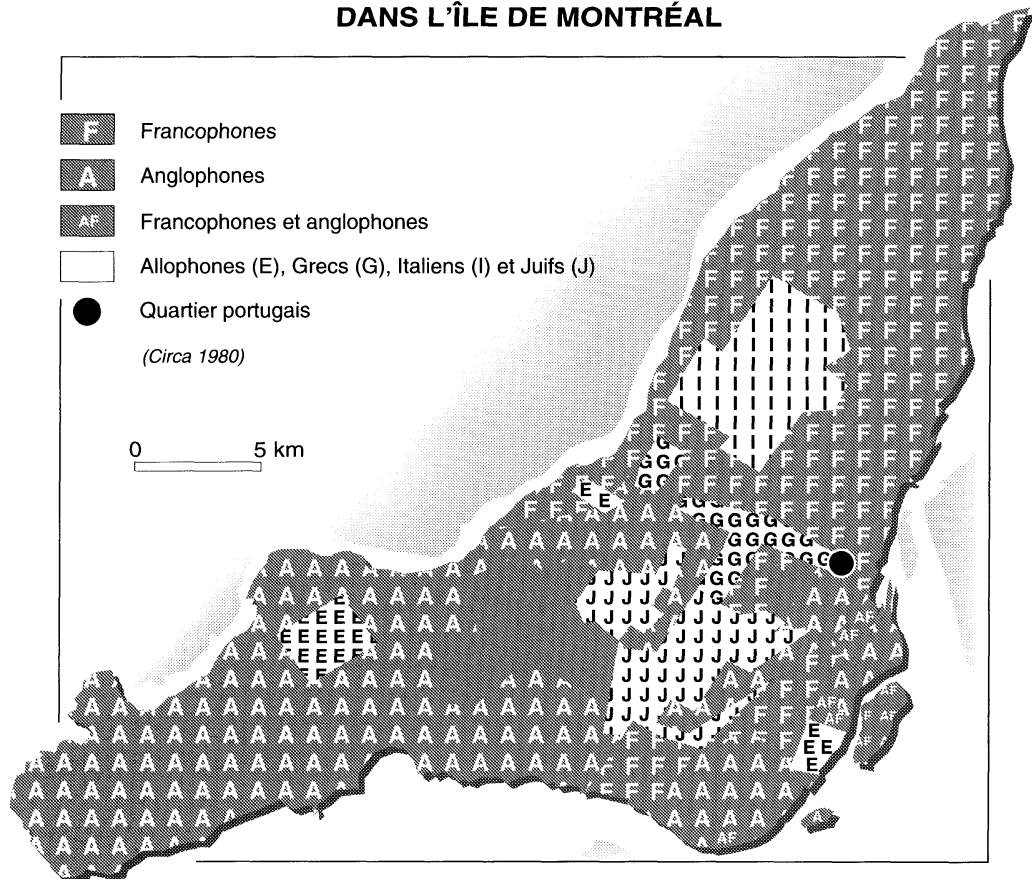 DANS L'ÎLE DE MONTRÉAL
F Francophones
A Anglophones
AF Francophones et anglophones
Allophones (E), Grecs (G), Italiens (I) et Juifs (J)
Quartier portugais
(Circa 1980)
0 5 km